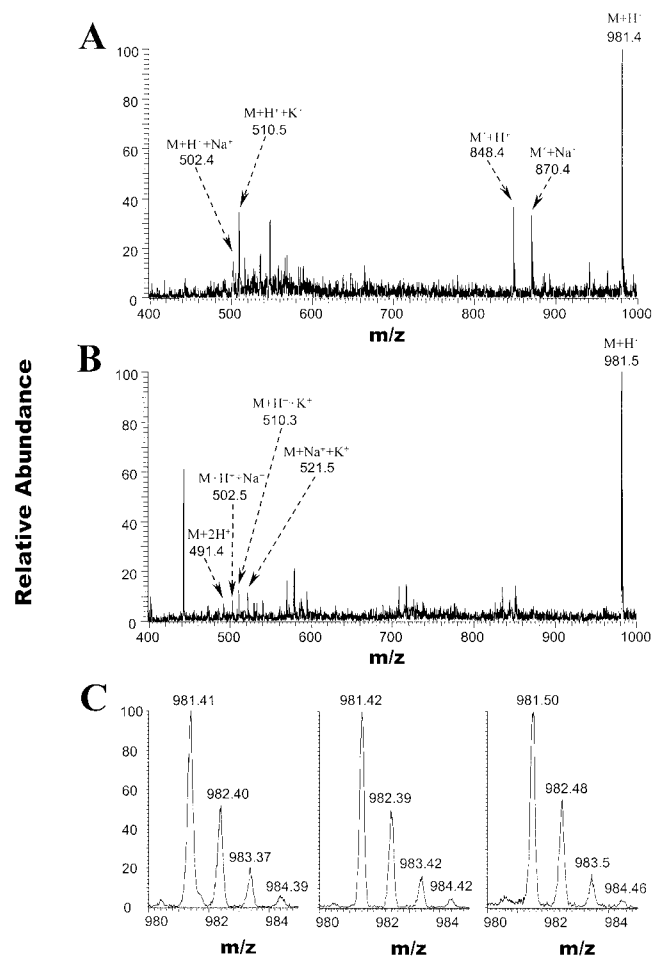 A
M+H⁺
981.4
100
80
60
40
20
0
M+H⁺+K⁺
510.5
M+H⁺+Na⁺
502.4
M´+H⁺
848.4
M´+Na⁺
870.4
400 500 600 700 800 900 1000
m/z
Relative Abundance
B
M+H⁺
981.5
100
80
60
40
20
0
M+H⁺+K⁺
510.3
M+Na⁺+K⁺
521.5
M+H⁺+Na⁺
502.5
M+2H⁺
491.4
400 500 600 700 800 900 1000
m/z
C
100
80
60
40
20
0
981.41
982.40
983.37
984.39
980 982 984
m/z
981.42
982.39
983.42
984.42
980 982 984
m/z
981.50
982.48
983.5
984.46
980 982 984
m/z